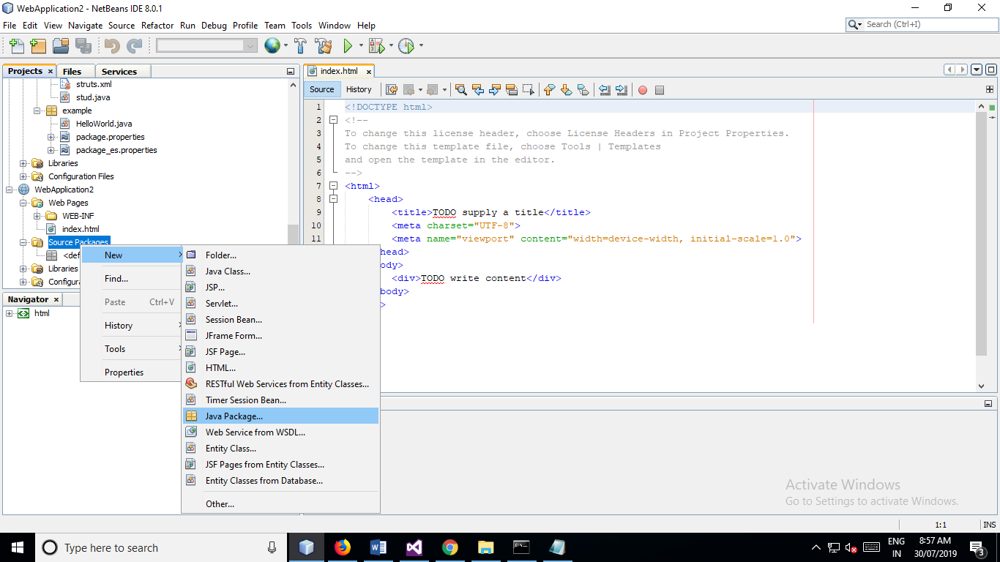 WebApplication2 - NetBeans IDE 8.0.1
File Edit View Navigate Source Refactor Run Debug Profile Team Tools Window Help
Search (Ctrl+I)
Projects Files Services
struts.xml
stud.java
example
HelloWorld.java
package.properties
package_es.properties
Libraries
Configuration Files
WebApplication2
Web Pages
WEB-INF
index.html
Source Packages
Libraries
Navigator
html
New
Find...
Paste Ctrl+V
History
Tools
Properties
Folder...
Java Class...
JSP...
Servlet...
Session Bean...
JFrame Form...
JSF Page...
HTML...
RESTful Web Services from Entity Classes...
Timer Session Bean...
Java Package...
Web Service from WSDL...
Entity Class...
JSF Pages from Entity Classes...
Entity Classes from Database...
Other...
index.html
Source History
1 <!DOCTYPE html>
2 <!--
3 To change this license header, choose License Headers in Project Properties.
4 To change this template file, choose Tools | Templates
5 and open the template in the editor.
6 -->
7 <html>
8 <head>
9 <title>TODO supply a title</title>
10 <meta charset="UTF-8">
11 <meta name="viewport" content="width=device-width, initial-scale=1.0">
head>
ody>
<div>TODO write content</div>
body>
>
Activate Windows
Go to Settings to activate Windows.
1:1 INS
Type here to search
ENG
IN
8:57 AM
30/07/2019
3